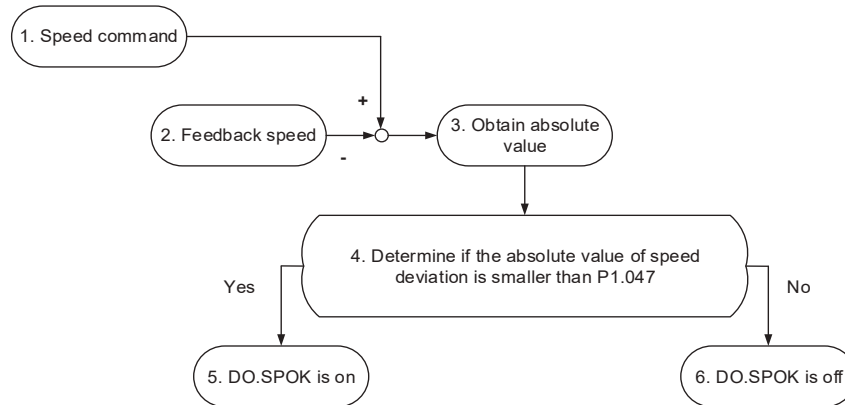 1. Speed command
+
2. Feedback speed
-
3. Obtain absolute
value
4. Determine if the absolute value of speed
deviation is smaller than P1.047
Yes
No
5. DO.SPOK is on
6. DO.SPOK is off